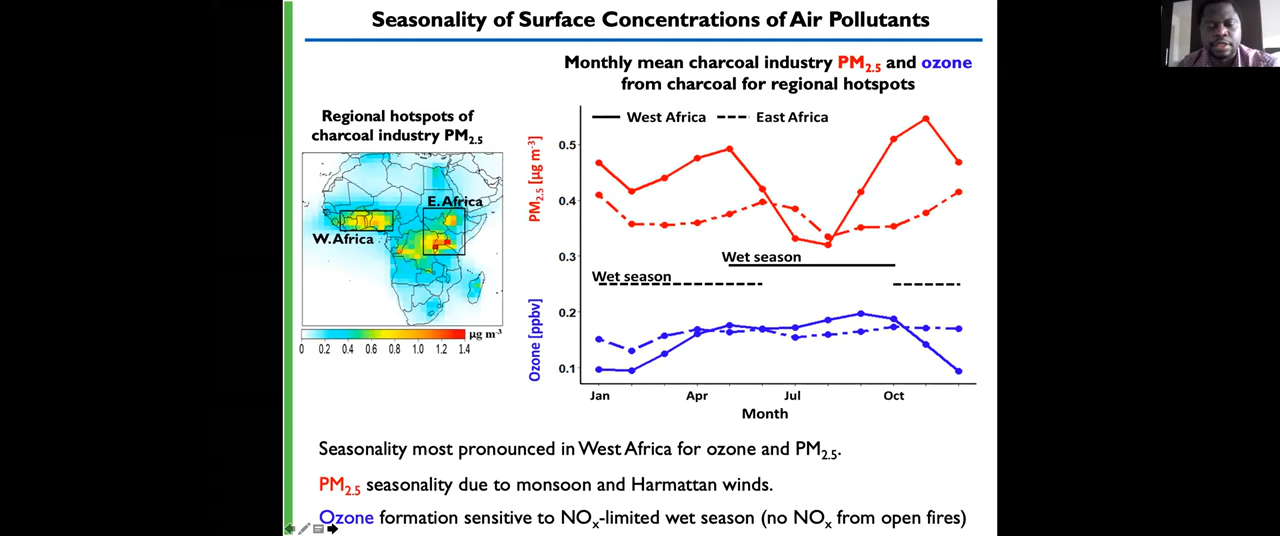 Seasonality of Surface Concentrations of Air Pollutants
Monthly mean charcoal industry PM2.5 and ozone
from charcoal for regional hotspots
Regional hotspots of
charcoal industry PM2.5
E. Africa
W. Africa
μg m-3
0 0.2 0.4 0.6 0.8 1.0 1.2 1.4
West Africa East Africa
PM2.5 [μg m-3]
0.5
0.4
0.3
Wet season
Wet season
Ozone [ppbv]
0.2
0.1
Jan Apr Jul Oct
Month
Seasonality most pronounced in West Africa for ozone and PM2.5.
PM2.5 seasonality due to monsoon and Harmattan winds.
Ozone formation sensitive to NOx-limited wet season (no NOx from open fires)